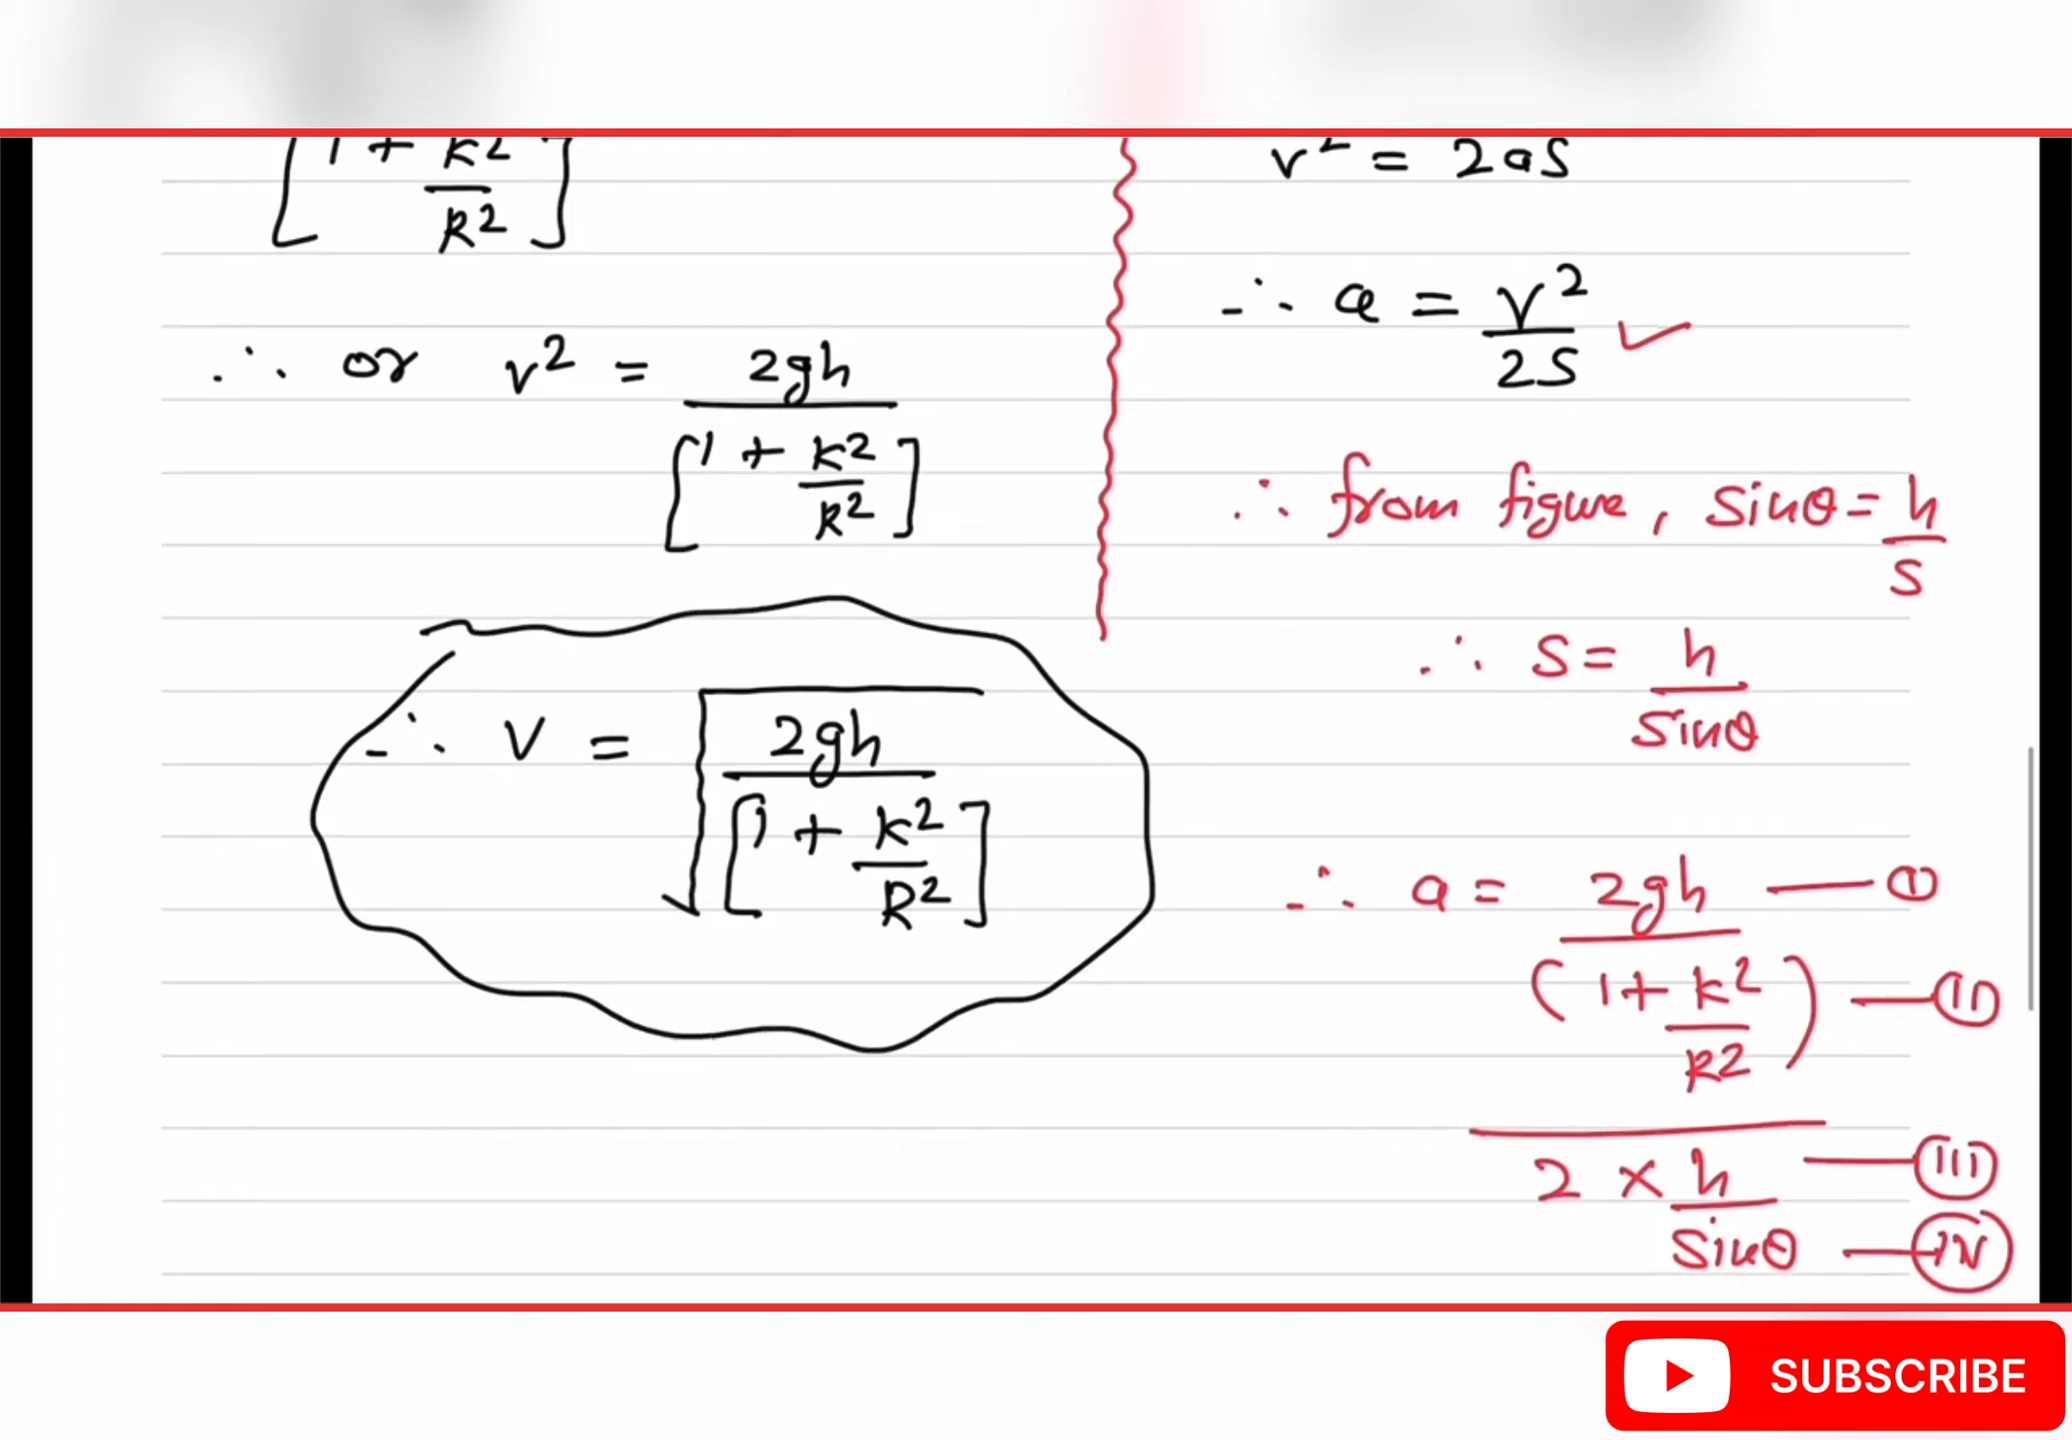 [1 + K²
R²]
∴ or v² = 2gh
[1 + K²
R²]
∴ V = √2gh
[1 + K²
R²]
v² = 2as
∴ a = v²
2S ✓
∴ from figure, sinθ = h
S
∴ S = h
sinθ
∴ a = 2gh — (I)
(1 + K²
R²) — (II)
2 × h — (III)
sinθ — (IV)
SUBSCRIBE